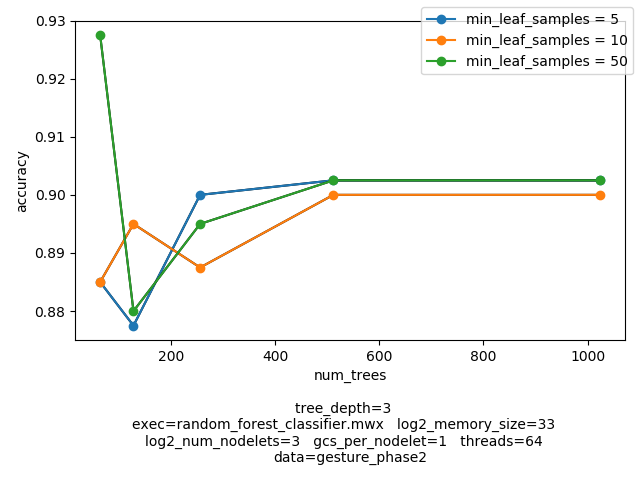 0.93
min_leaf_samples = 5
min_leaf_samples = 10
min_leaf_samples = 50
0.92
0.91
0.90
0.89
0.88
accuracy
200 400 600 800 1000
num_trees
tree_depth=3
exec=random_forest_classifier.mwx log2_memory_size=33
log2_num_nodelets=3 gcs_per_nodelet=1 threads=64
data=gesture_phase2